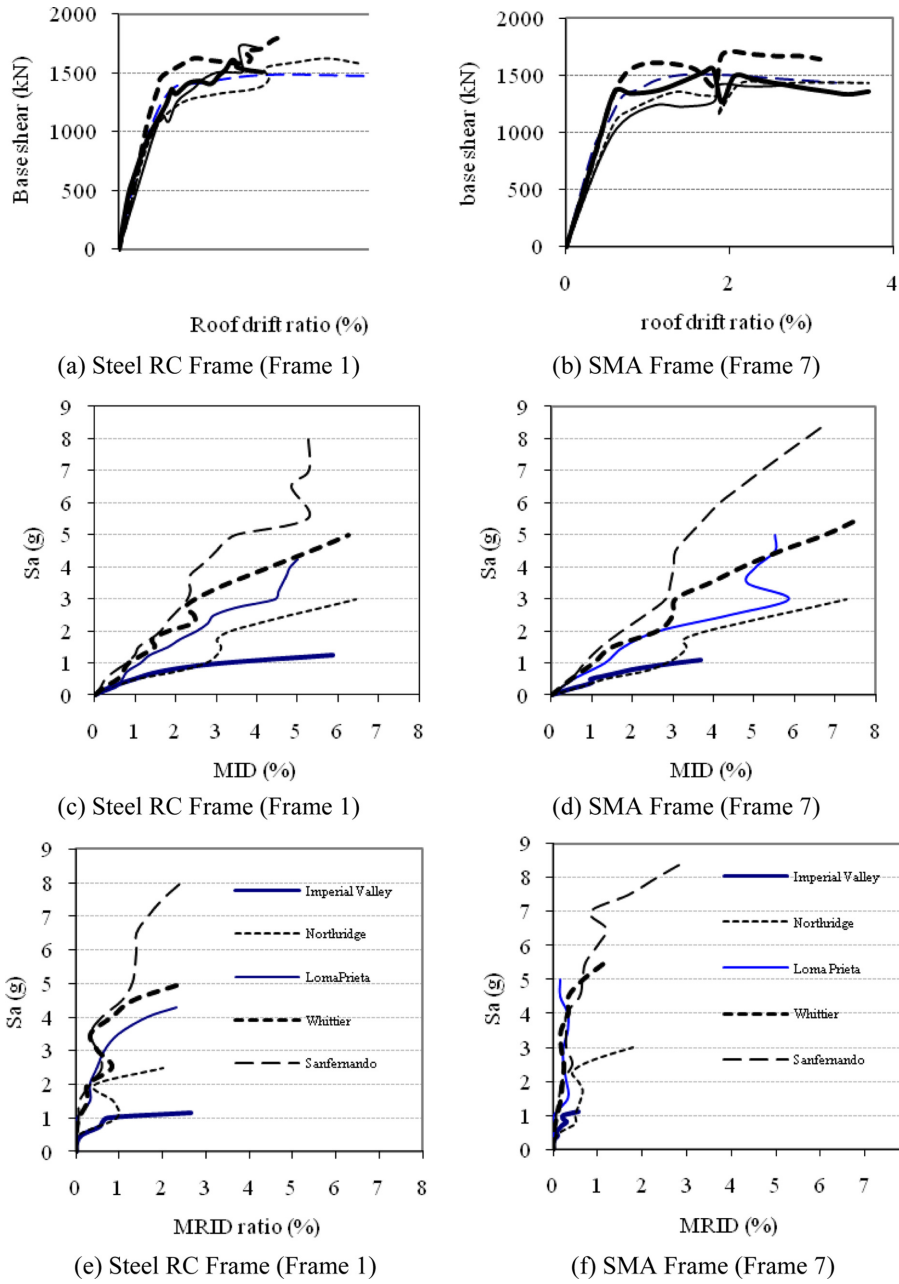 2000
1500
1000
500
0
Base shear (kN)
Roof drift ratio (%)
(a) Steel RC Frame (Frame 1)
2000
1500
1000
500
0
base shear (kN)
0 2 4
roof drift ratio (%)
(b) SMA Frame (Frame 7)
9
8
7
6
5
4
3
2
1
0
Sa (g)
0 1 2 3 4 5 6 7 8
MID (%)
(c) Steel RC Frame (Frame 1)
9
8
7
6
5
4
3
2
1
0
Sa (g)
0 1 2 3 4 5 6 7 8
MID (%)
(d) SMA Frame (Frame 7)
9
8
7
6
5
4
3
2
1
0
Sa (g)
Imperial Valley
Northridge
LomaPrieta
Whittier
Sanfernando
0 1 2 3 4 5 6 7 8
MRID ratio (%)
(e) Steel RC Frame (Frame 1)
9
8
7
6
5
4
3
2
1
0
Sa (g)
Imperial Valley
Northridge
Loma Prieta
Whittier
Sanfernando
0 1 2 3 4 5 6 7
MRID (%)
(f) SMA Frame (Frame 7)